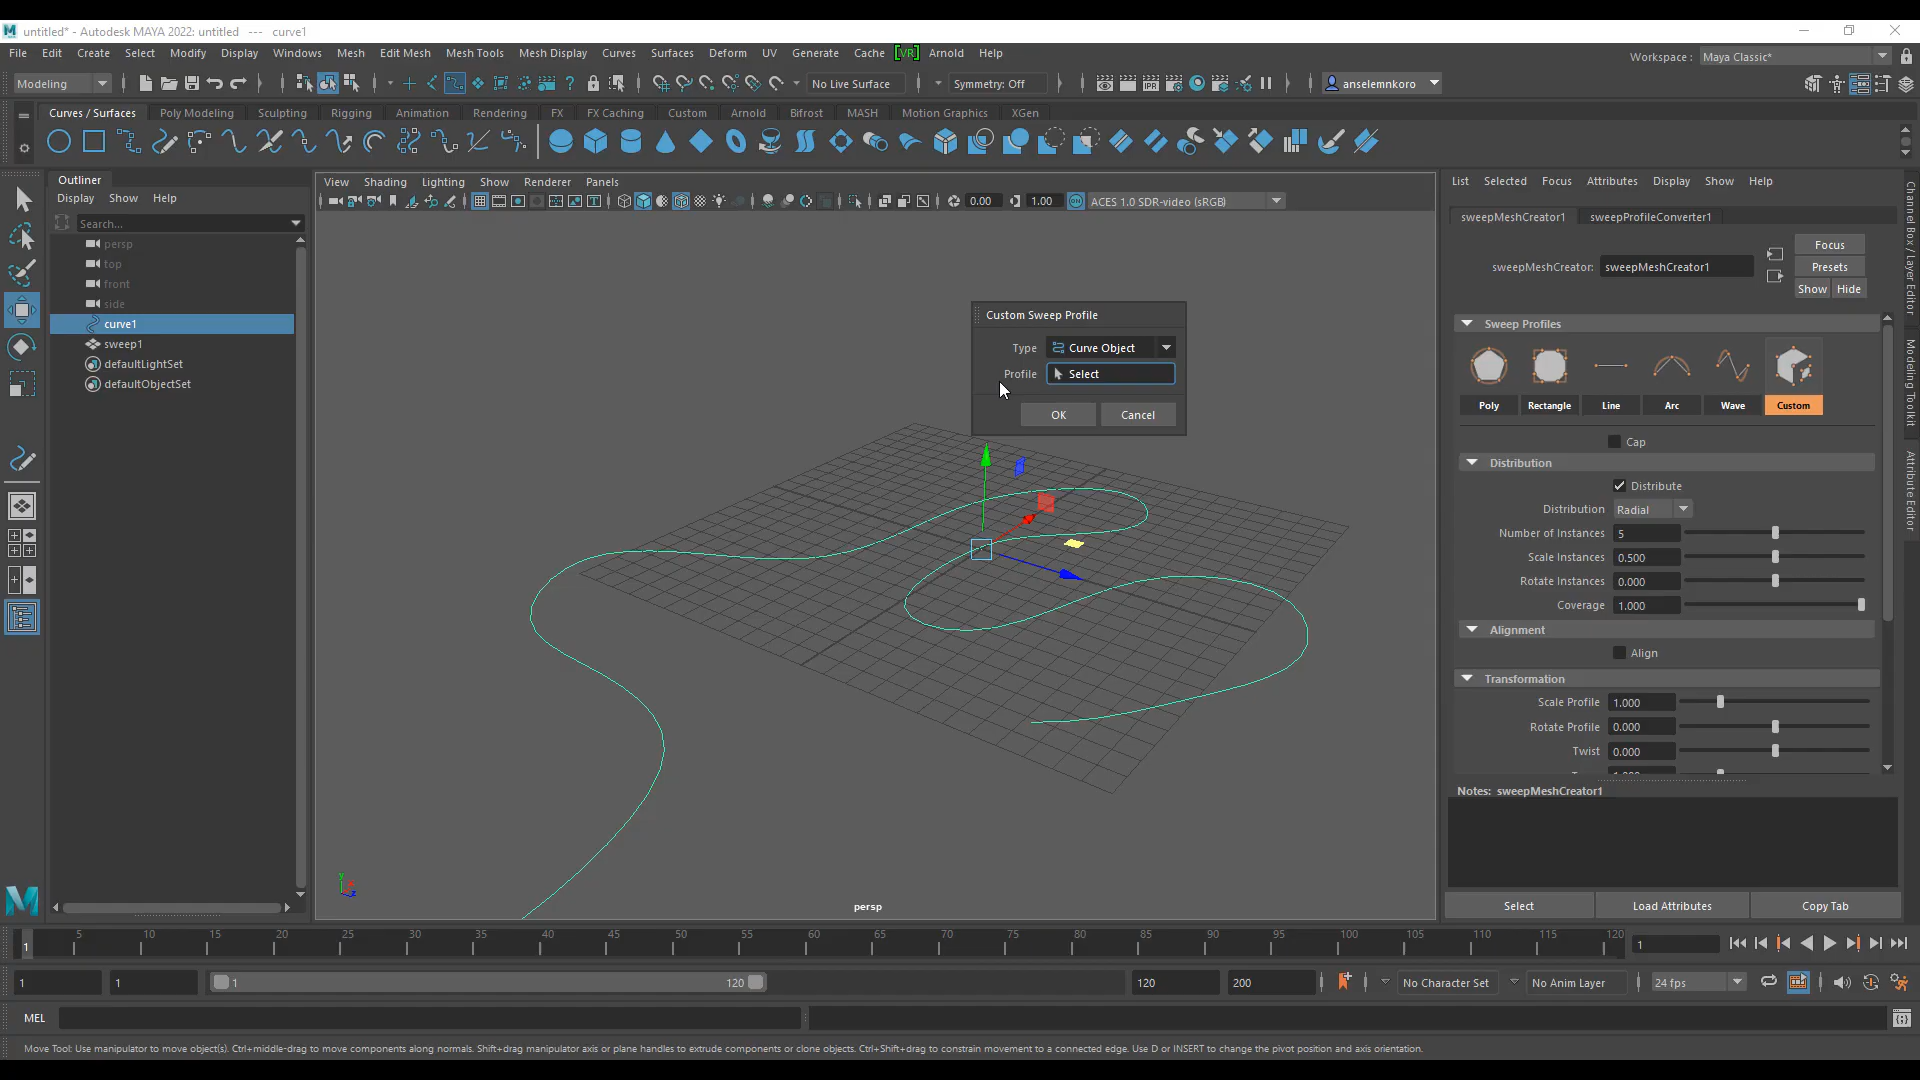 untitled* - Autodesk MAYA 2022: untitled --- curve1
File Edit Create Select Modify Display Windows Mesh Edit Mesh Mesh Tools Mesh Display Curves Surfaces Deform UV Generate Cache [VR] Arnold Help
Workspace : Maya Classic*
Modeling No Live Surface Symmetry: Off anselemnkoro
Curves / Surfaces Poly Modeling Sculpting Rigging Animation Rendering FX FX Caching Custom Arnold Bifrost MASH Motion Graphics XGen
Outliner
Display Show Help
Search...
persp
top
front
side
curve1
sweep1
defaultLightSet
defaultObjectSet
View Shading Lighting Show Renderer Panels
0.00 1.00 ACES 1.0 SDR-video (sRGB)
Custom Sweep Profile
Type Curve Object
Profile Select
OK Cancel
persp
List Selected Focus Attributes Display Show Help
sweepMeshCreator1 sweepProfileConverter1
Focus
sweepMeshCreator: sweepMeshCreator1 Presets
Show Hide
Sweep Profiles
Poly Rectangle Line Arc Wave Custom
Cap
Distribution
Distribute
Distribution Radial
Number of Instances 5
Scale Instances 0.500
Rotate Instances 0.000
Coverage 1.000
Alignment
Align
Transformation
Scale Profile 1.000
Rotate Profile 0.000
Twist 0.000
Notes: sweepMeshCreator1
Select Load Attributes Copy Tab
Channel Box / Layer Editor
Modeling Toolkit
Attribute Editor
1 5 10 15 20 25 30 35 40 45 50 55 60 65 70 75 80 85 90 95 100 105 110 115 120 1
1 1 1 120 120 200 No Character Set No Anim Layer 24 fps
MEL
Move Tool: Use manipulator to move object(s). Ctrl+middle-drag to move components along normals. Shift+drag manipulator axis or plane handles to extrude components or clone objects. Ctrl+Shift+drag to constrain movement to a connected edge. Use D or INSERT to change the pivot position and axis orientation.